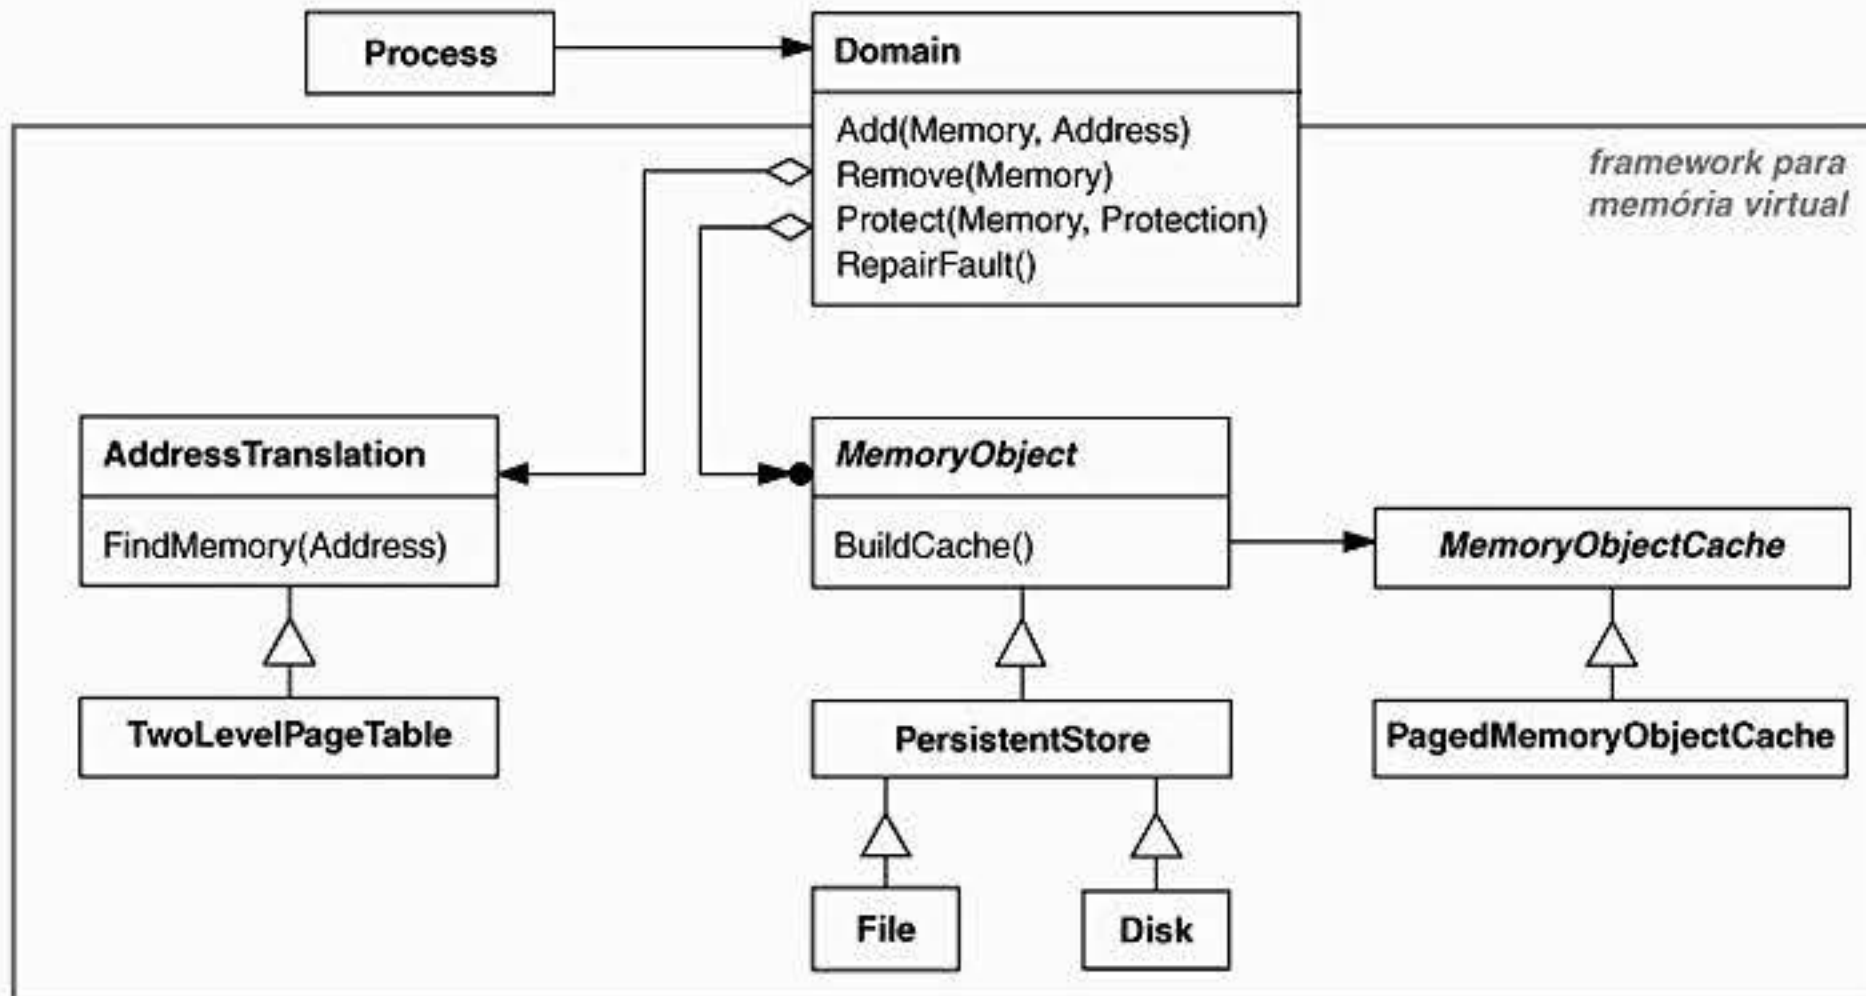 Process
Domain
Add(Memory, Address)
Remove(Memory)
Protect(Memory, Protection)
RepairFault()
framework para
memória virtual
AddressTranslation
FindMemory(Address)
MemoryObject
BuildCache()
MemoryObjectCache
TwoLevelPageTable
PersistentStore
PagedMemoryObjectCache
File
Disk